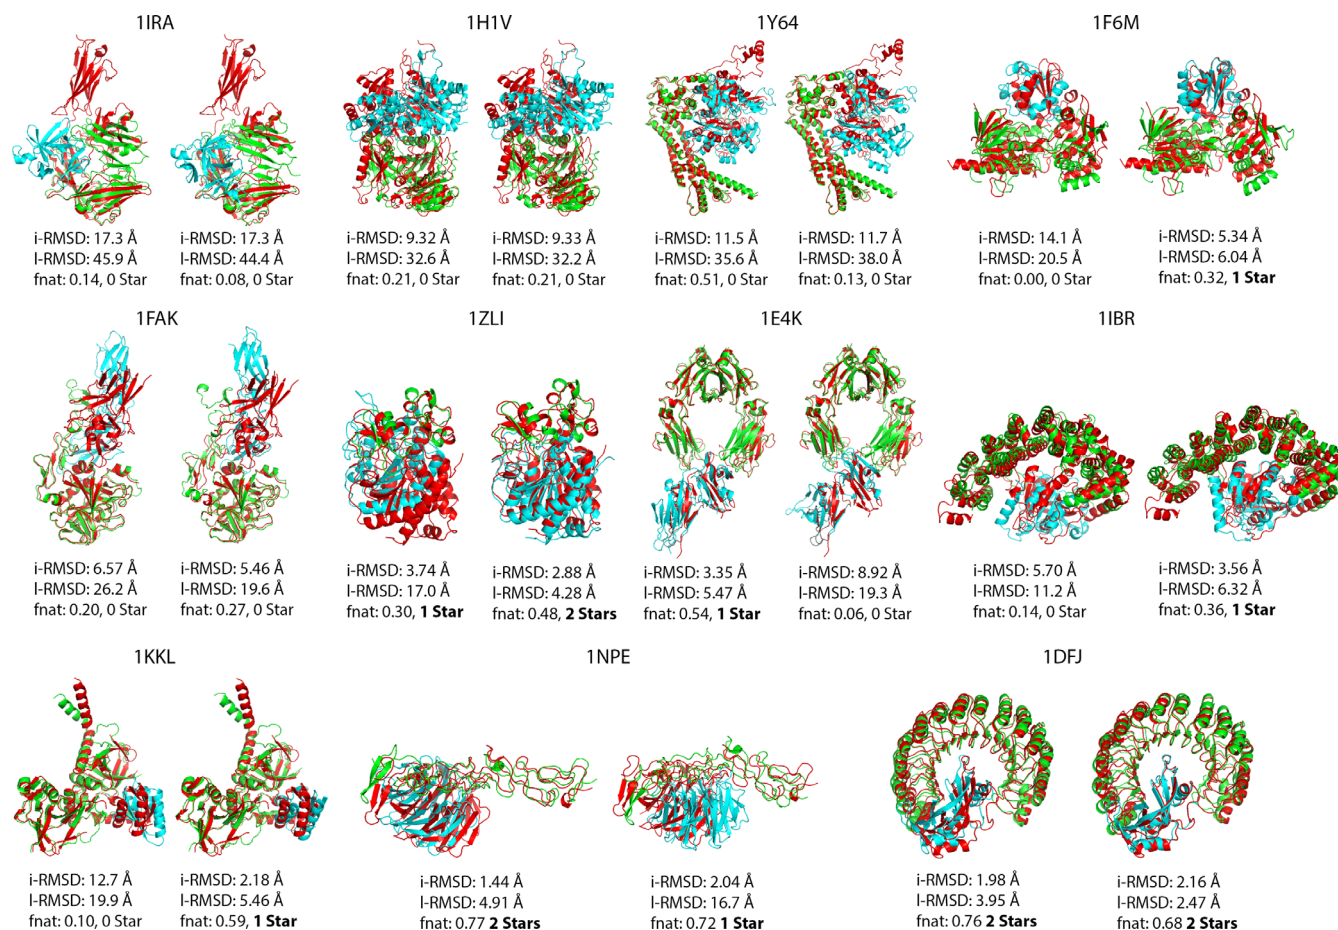 1IRA
1H1V
1Y64
1F6M
i-RMSD: 17.3 Å
l-RMSD: 45.9 Å
fnat: 0.14, 0 Star
i-RMSD: 17.3 Å
l-RMSD: 44.4 Å
fnat: 0.08, 0 Star
i-RMSD: 9.32 Å
l-RMSD: 32.6 Å
fnat: 0.21, 0 Star
i-RMSD: 9.33 Å
l-RMSD: 32.2 Å
fnat: 0.21, 0 Star
i-RMSD: 11.5 Å
l-RMSD: 35.6 Å
fnat: 0.51, 0 Star
i-RMSD: 11.7 Å
l-RMSD: 38.0 Å
fnat: 0.13, 0 Star
i-RMSD: 14.1 Å
l-RMSD: 20.5 Å
fnat: 0.00, 0 Star
i-RMSD: 5.34 Å
l-RMSD: 6.04 Å
fnat: 0.32, 1 Star
1FAK
1ZLI
1E4K
1IBR
i-RMSD: 6.57 Å
l-RMSD: 26.2 Å
fnat: 0.20, 0 Star
i-RMSD: 5.46 Å
l-RMSD: 19.6 Å
fnat: 0.27, 0 Star
i-RMSD: 3.74 Å
l-RMSD: 17.0 Å
fnat: 0.30, 1 Star
i-RMSD: 2.88 Å
l-RMSD: 4.28 Å
fnat: 0.48, 2 Stars
i-RMSD: 3.35 Å
l-RMSD: 5.47 Å
fnat: 0.54, 1 Star
i-RMSD: 8.92 Å
l-RMSD: 19.3 Å
fnat: 0.06, 0 Star
i-RMSD: 5.70 Å
l-RMSD: 11.2 Å
fnat: 0.14, 0 Star
i-RMSD: 3.56 Å
l-RMSD: 6.32 Å
fnat: 0.36, 1 Star
1KKL
1NPE
1DFJ
i-RMSD: 12.7 Å
l-RMSD: 19.9 Å
fnat: 0.10, 0 Star
i-RMSD: 2.18 Å
l-RMSD: 5.46 Å
fnat: 0.59, 1 Star
i-RMSD: 1.44 Å
l-RMSD: 4.91 Å
fnat: 0.77 2 Stars
i-RMSD: 2.04 Å
l-RMSD: 16.7 Å
fnat: 0.72 1 Star
i-RMSD: 1.98 Å
l-RMSD: 3.95 Å
fnat: 0.76 2 Stars
i-RMSD: 2.16 Å
l-RMSD: 2.47 Å
fnat: 0.68 2 Stars